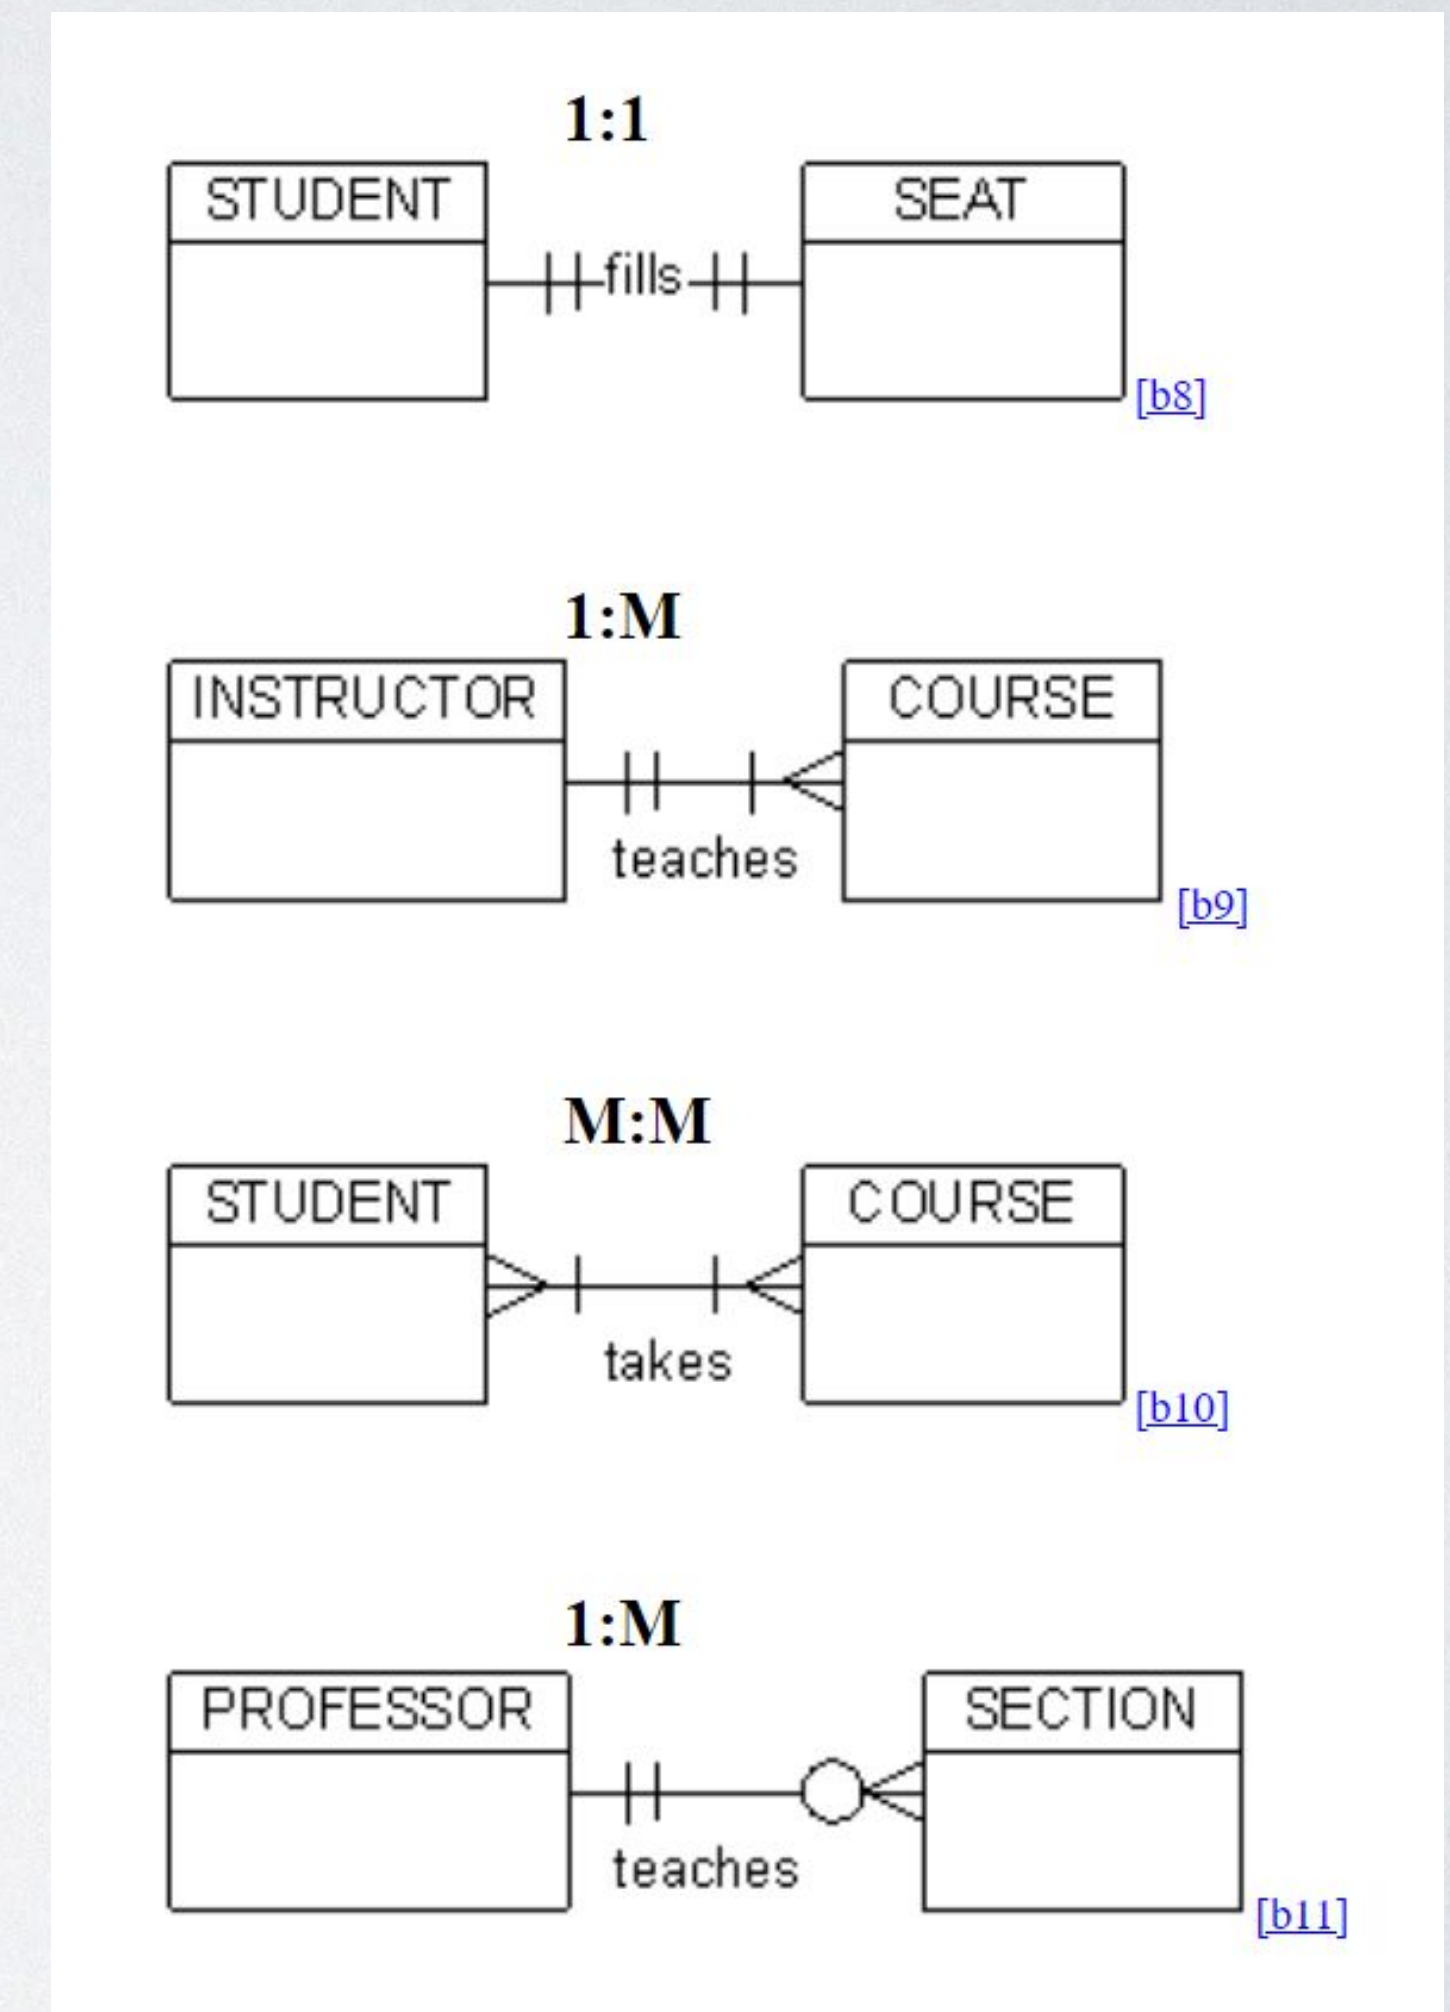 1:1
STUDENT
SEAT
fills
[b8]
1:M
INSTRUCTOR
COURSE
teaches
[b9]
M:M
STUDENT
COURSE
takes
[b10]
1:M
PROFESSOR
SECTION
teaches
[b11]